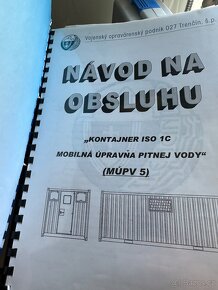 Vojenský opravárenský podnik 027 Trenčín, š.p.
NÁVOD NA
OBSLUHU
„KONTAJNER ISO 1C
MOBILNÁ ÚPRAVŇA PITNEJ VODY“
(MÚPV 5)